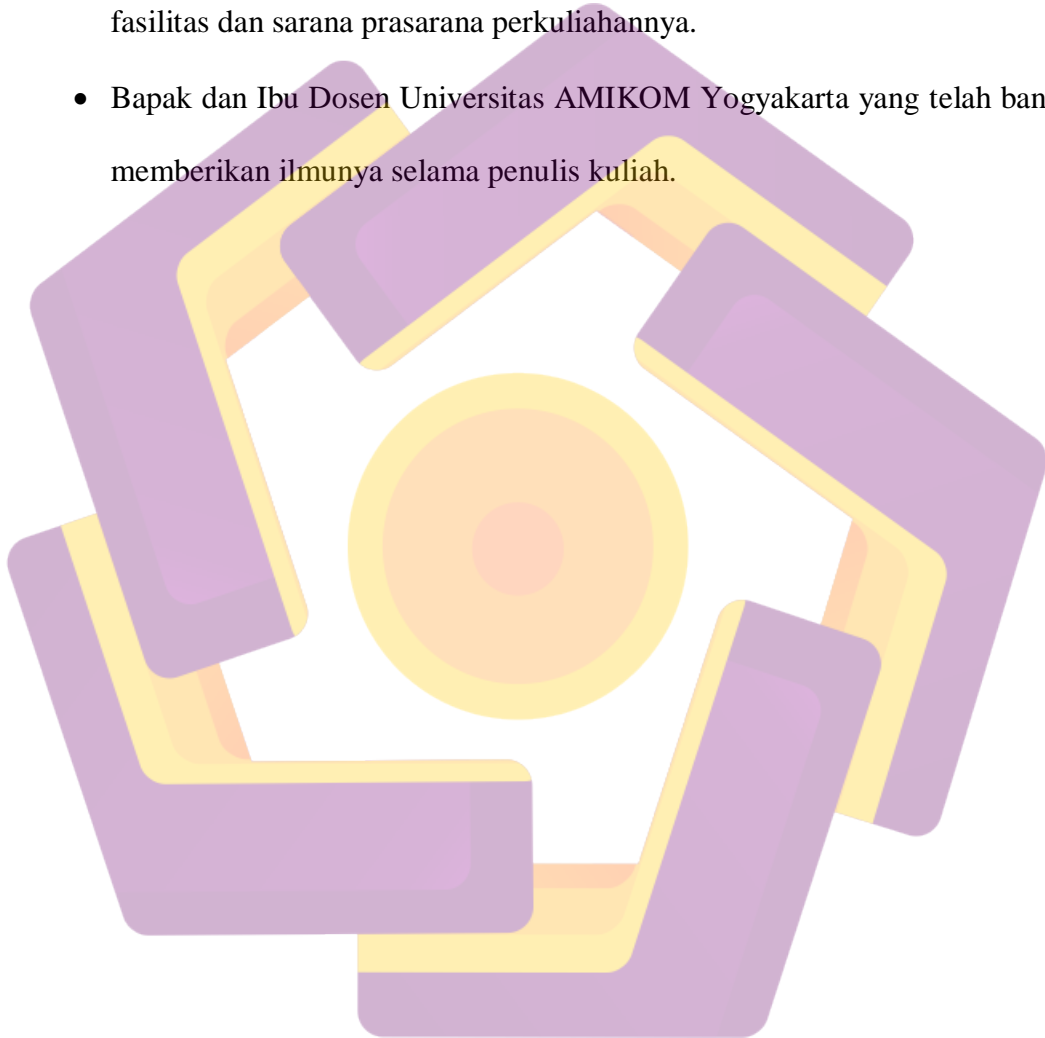 fasilitas dan sarana prasarana perkuliahannya.
• Bapak dan Ibu Dosen Universitas AMIKOM Yogyakarta yang telah ban
memberikan ilmunya selama penulis kuliah.